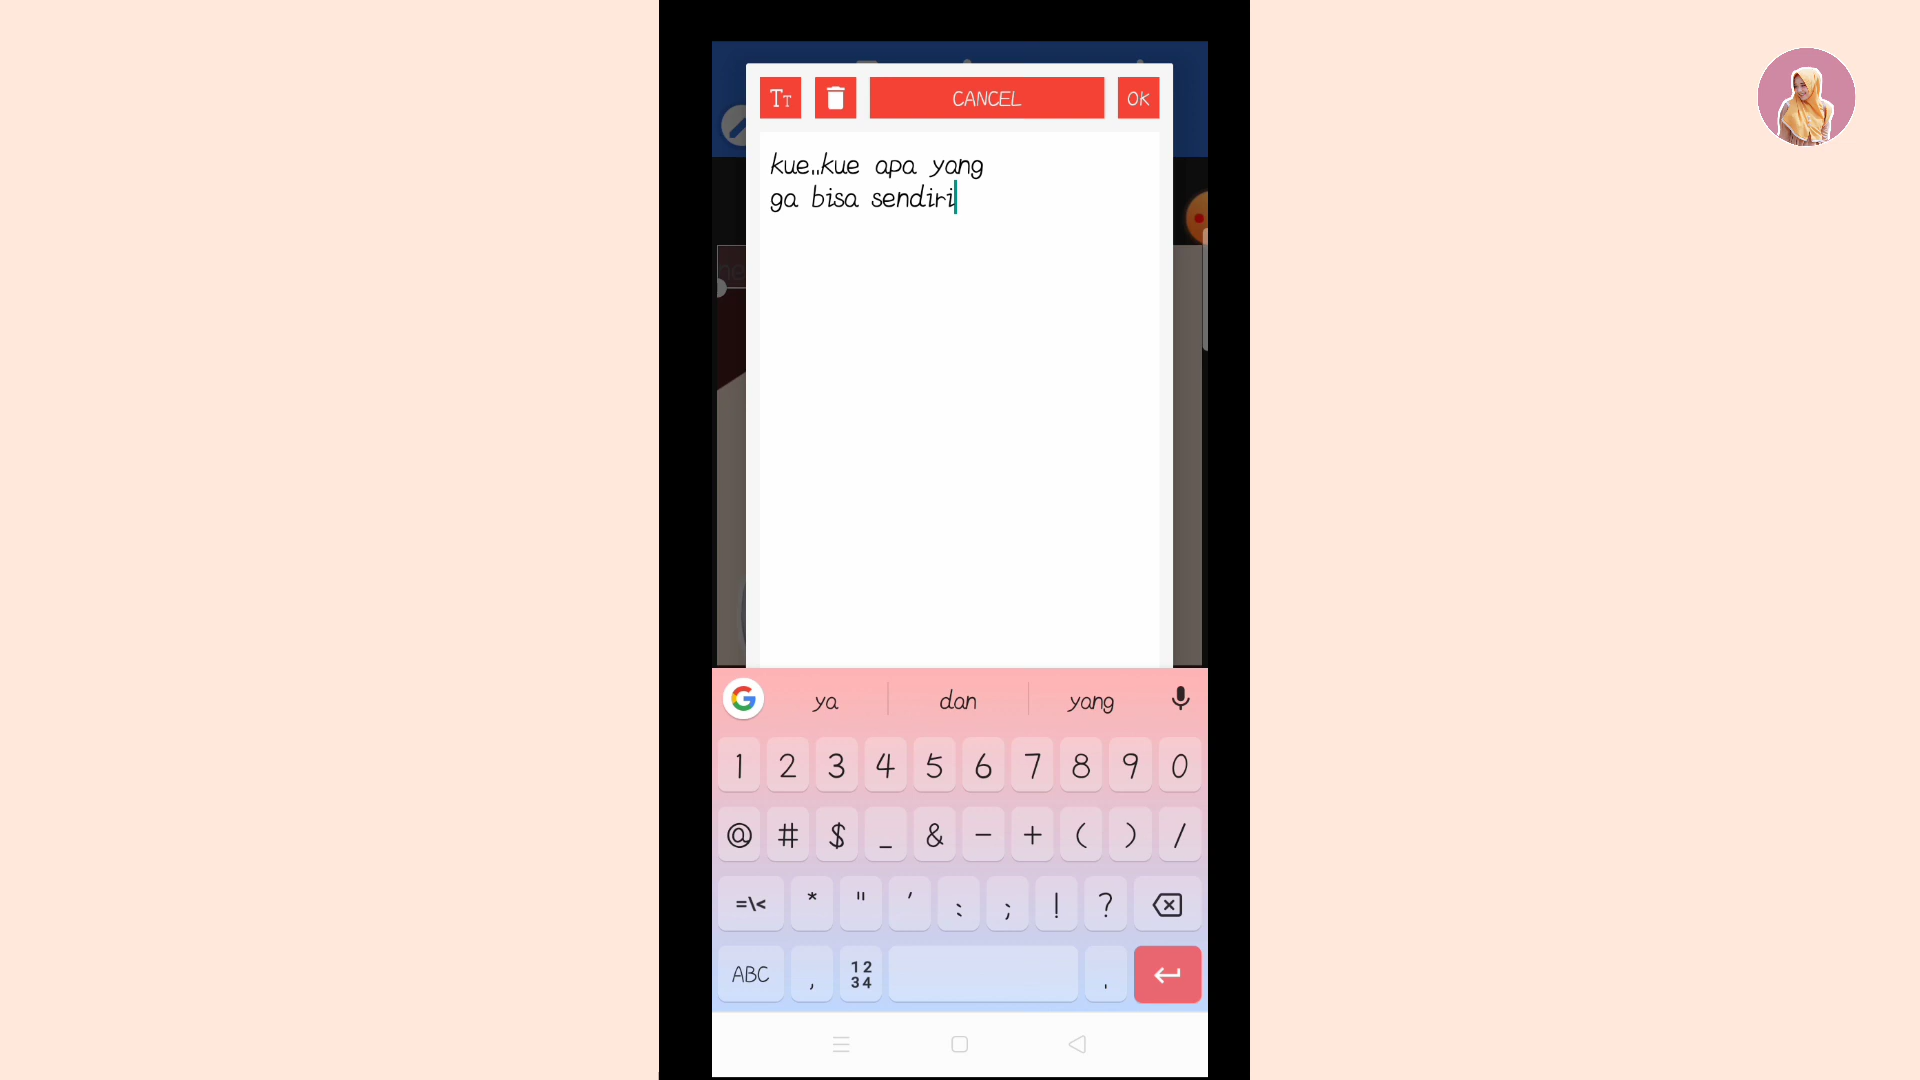 TT
CANCEL
OK
kue..kue apa yang
ga bisa sendiri
ya dan yang
1 2 3 4 5 6 7 8 9 0
@ # $ _ & - + ( ) /
=\< * " ' : ; ! ?
ABC , 12 34 .